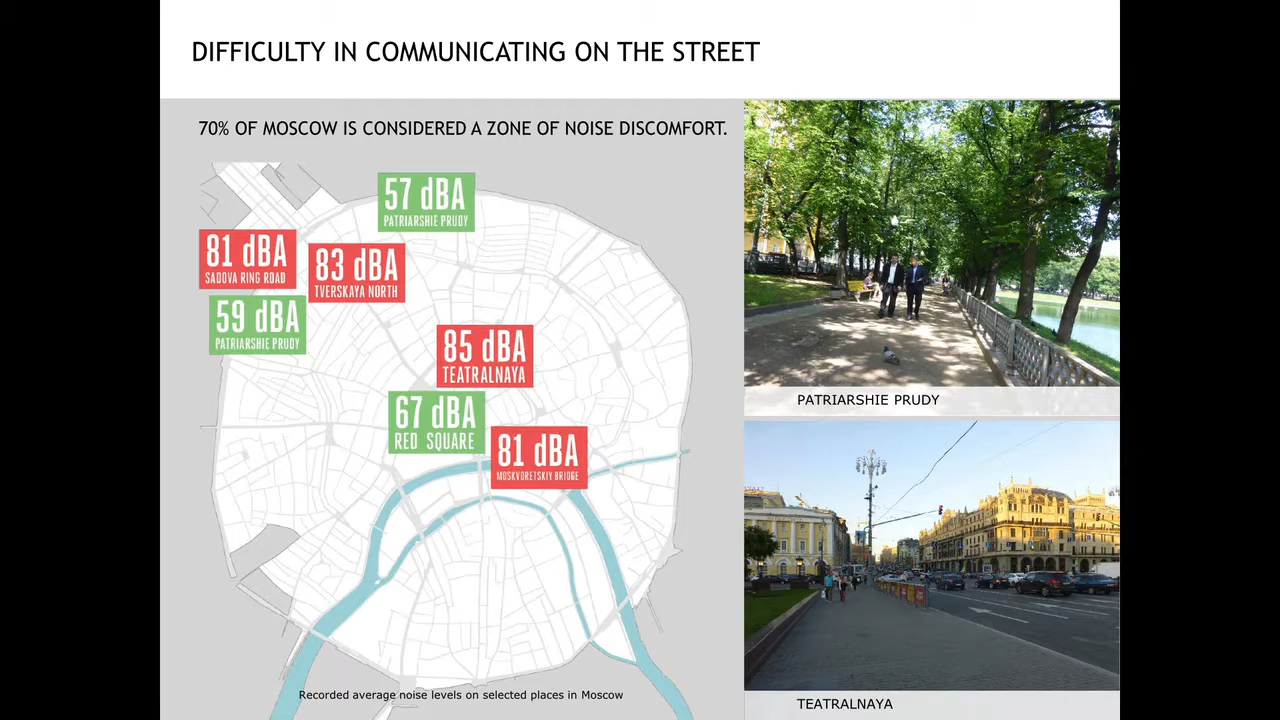 DIFFICULTY IN COMMUNICATING ON THE STREET
70% OF MOSCOW IS CONSIDERED A ZONE OF NOISE DISCOMFORT.
57 dBA
PATRIARSHIE PRUDY
81 dBA
SADOVA RING ROAD
83 dBA
TVERSKAYA NORTH
59 dBA
PATRIARSHIE PRUDY
85 dBA
TEATRALNAYA
67 dBA
RED SQUARE
81 dBA
MOSKVORETSKIY BRIDGE
Recorded average noise levels on selected places in Moscow
PATRIARSHIE PRUDY
TEATRALNAYA